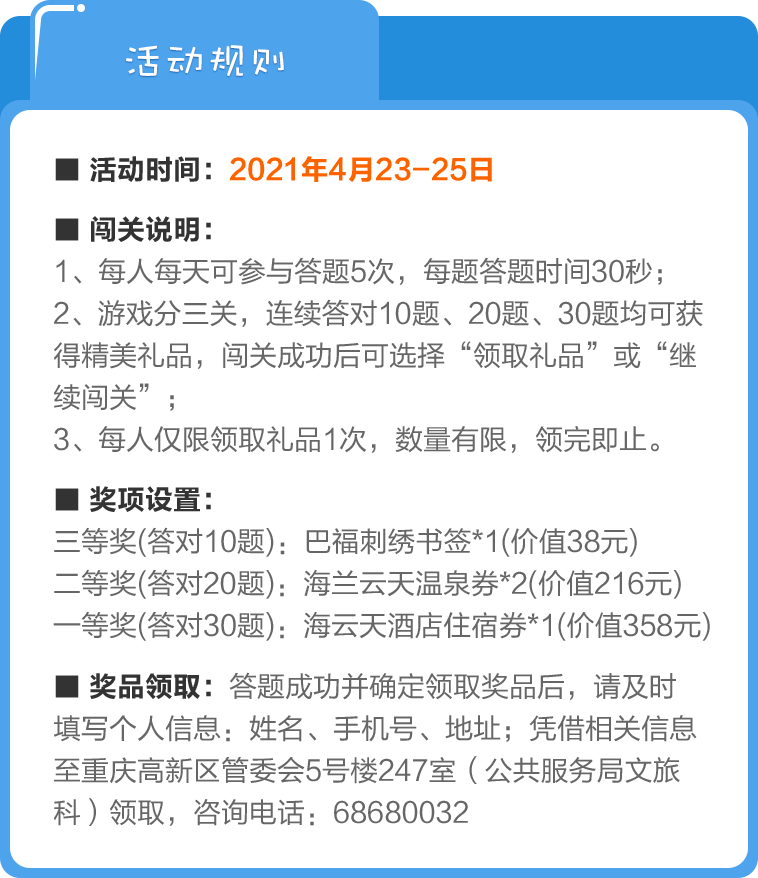 活动规则
■ 活动时间：2021年4月23-25日
■ 闯关说明：
1、每人每天可参与答题5次，每题答题时间30秒；
2、游戏分三关，连续答对10题、20题、30题均可获
得精美礼品，闯关成功后可选择“领取礼品”或“继
续闯关”；
3、每人仅限领取礼品1次，数量有限，领完即止。
■ 奖项设置：
三等奖(答对10题)：巴福刺绣书签*1(价值38元)
二等奖(答对20题)：海兰云天温泉券*2(价值216元)
一等奖(答对30题)：海云天酒店住宿券*1(价值358元)
■ 奖品领取：答题成功并确定领取奖品后，请及时
填写个人信息：姓名、手机号、地址；凭借相关信息
至重庆高新区管委会5号楼247室（公共服务局文旅
科）领取，咨询电话：68680032